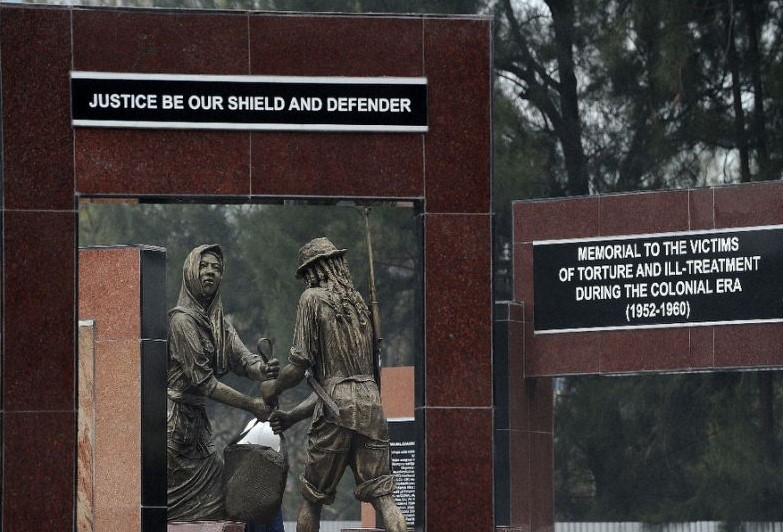 JUSTICE BE OUR SHIELD AND DEFENDER
MEMORIAL TO THE VICTIMS
OF TORTURE AND ILL-TREATMENT
DURING THE COLONIAL ERA
(1952-1960)